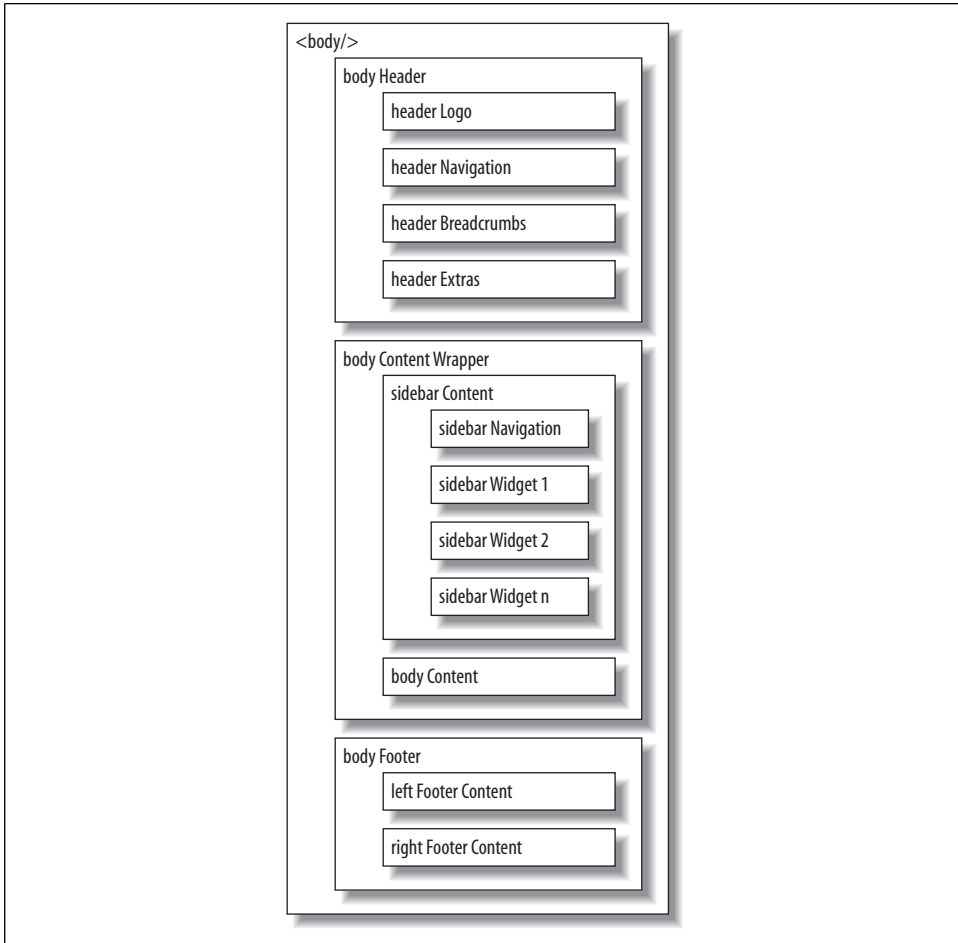 <body/>
body Header
header Logo
header Navigation
header Breadcrumbs
header Extras
body Content Wrapper
sidebar Content
sidebar Navigation
sidebar Widget 1
sidebar Widget 2
sidebar Widget n
body Content
body Footer
left Footer Content
right Footer Content